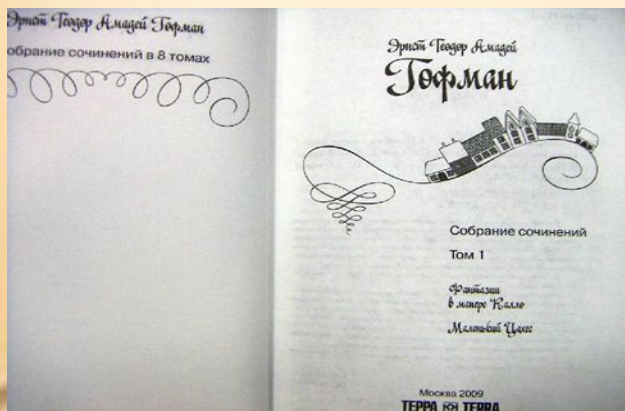 Эрнст Теодор Амадей Гофман
обрание сочинений в 8 томах
Эрнст Теодор Амадей
Гофман
Собрание сочинений
Том 1
Фантазии
в манере Калло
Маленький Цахес
Москва 2009
ТЕРРА TERRA